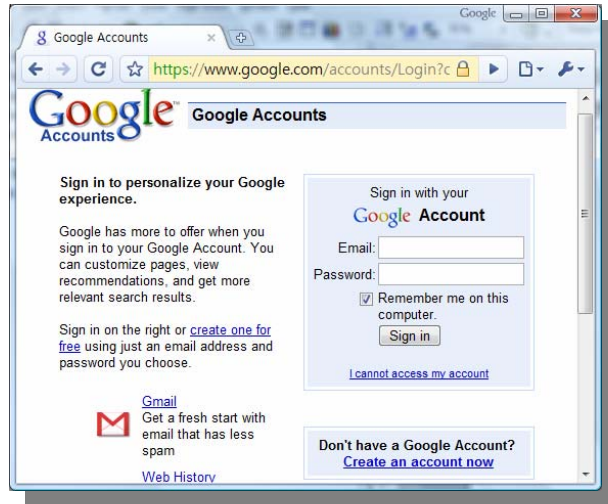 Google
Google Accounts
https://www.google.com/accounts/Login?c
Google™
Accounts
Google Accounts
Sign in to personalize your Google
experience.
Google has more to offer when you
sign in to your Google Account. You
can customize pages, view
recommendations, and get more
relevant search results.
Sign in on the right or create one for
free using just an email address and
password you choose.
Gmail
Get a fresh start with
email that has less
spam
Web History
Sign in with your
Google Account
Email:
Password:
Remember me on this
computer.
Sign in
I cannot access my account
Don't have a Google Account?
Create an account now